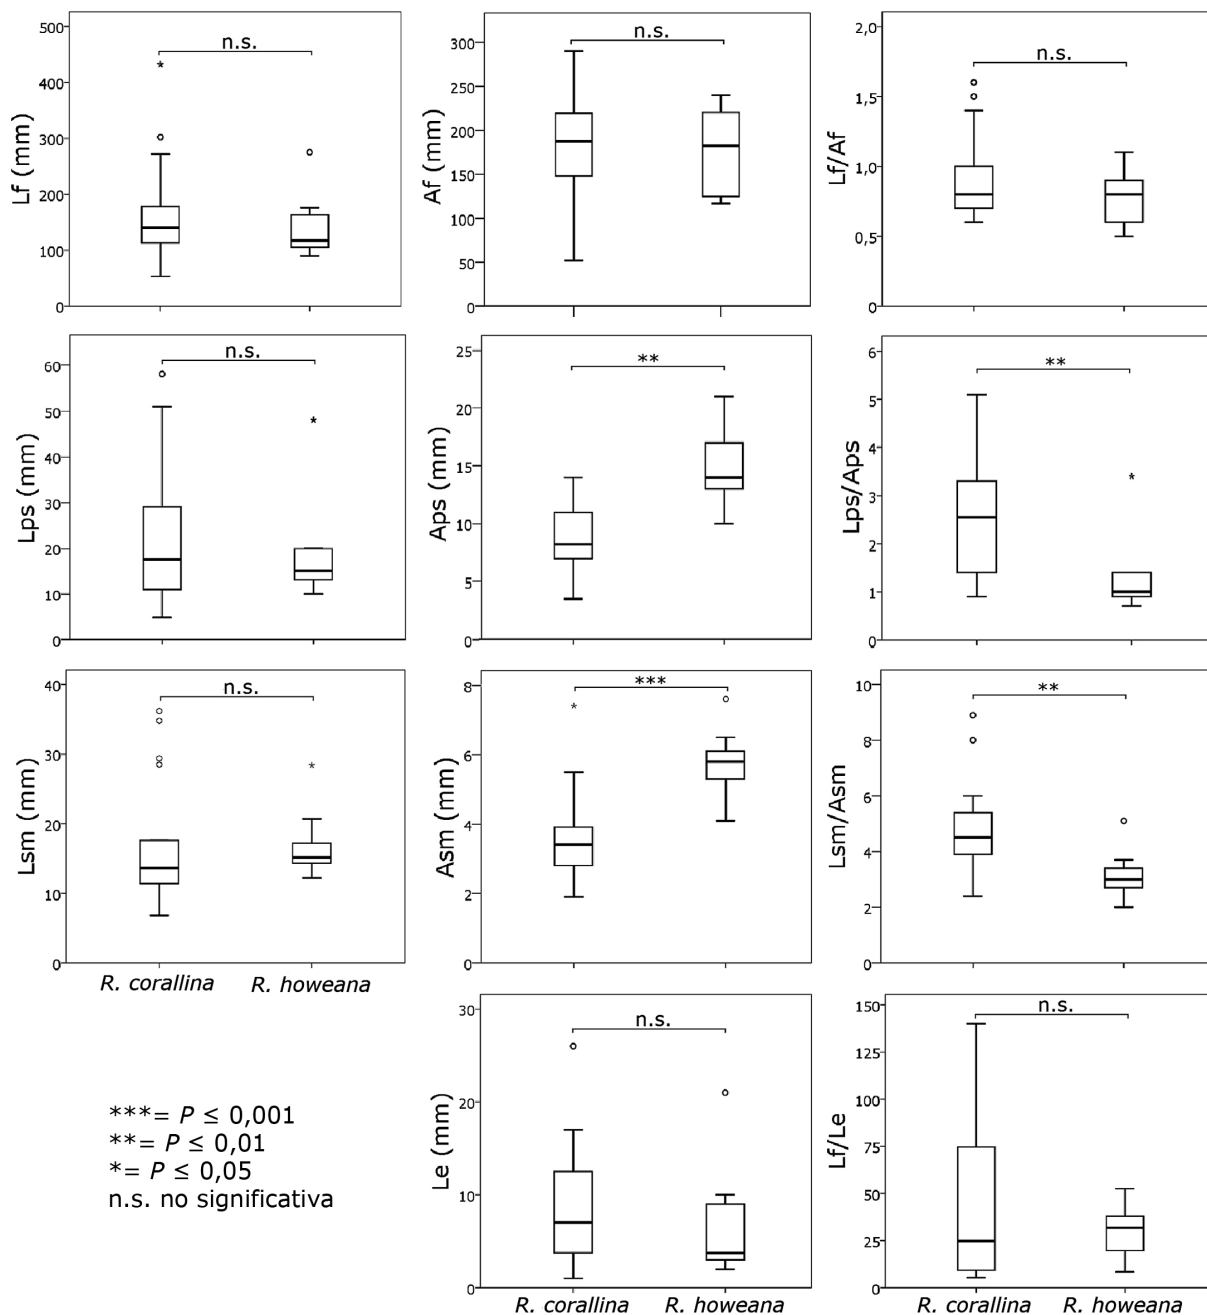 Lf (mm)
500
400
300
200
100
0
n.s.
*
Af (mm)
300
250
200
150
100
50
0
n.s.
Lf/Af
2,0
1,5
1,0
0,5
0
n.s.
Lps (mm)
60
50
40
30
20
10
0
n.s.
*
Aps (mm)
25
20
15
10
5
0
**
Lps/Aps
6
5
4
3
2
1
0
**
*
Lsm (mm)
40
30
20
10
0
n.s.
*
R. corallina R. howeana
Asm (mm)
8
6
4
2
0
***
*
Lsm/Asm
10
8
6
4
2
0
**
***= P ≤ 0,001
**= P ≤ 0,01
*= P ≤ 0,05
n.s. no significativa
Le (mm)
30
20
10
0
n.s.
R. corallina R. howeana
Lf/Le
150
125
100
75
50
25
0
n.s.
R. corallina R. howeana